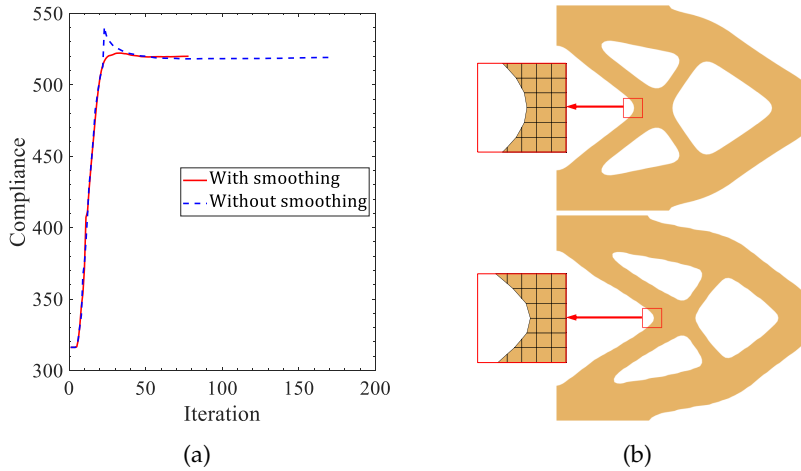 550
500
450
400
350
300
Compliance
With smoothing
Without smoothing
0 50 100 150 200
Iteration
(a) (b)